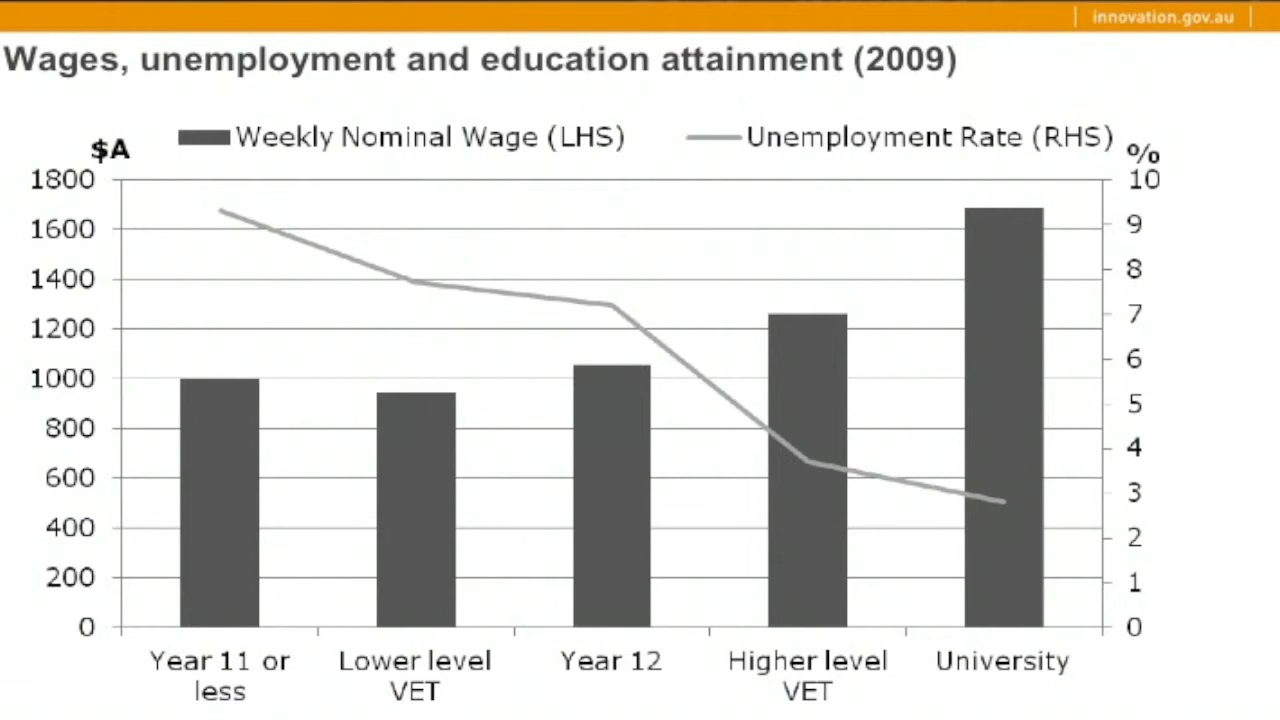 innovation.gov.au
Wages, unemployment and education attainment (2009)
Weekly Nominal Wage (LHS) Unemployment Rate (RHS)
$A %
1800 10
1600 9
1400 8
1200 7
1000 6
800 5
600 4
400 3
200 2
0 1
0
Year 11 or Lower level Year 12 Higher level University
less VET VET